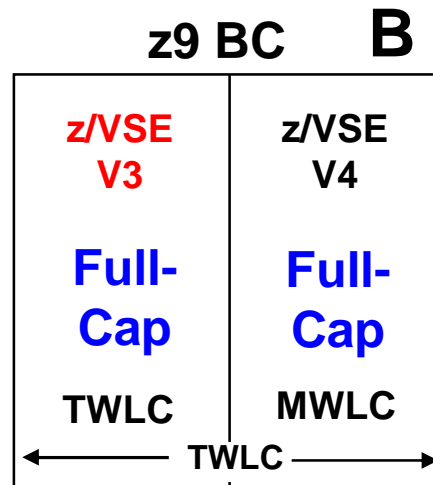 z9 BC B
z/VSE
V3
Full-
Cap
TWLC
z/VSE
V4
Full-
Cap
MWLC
TWLC